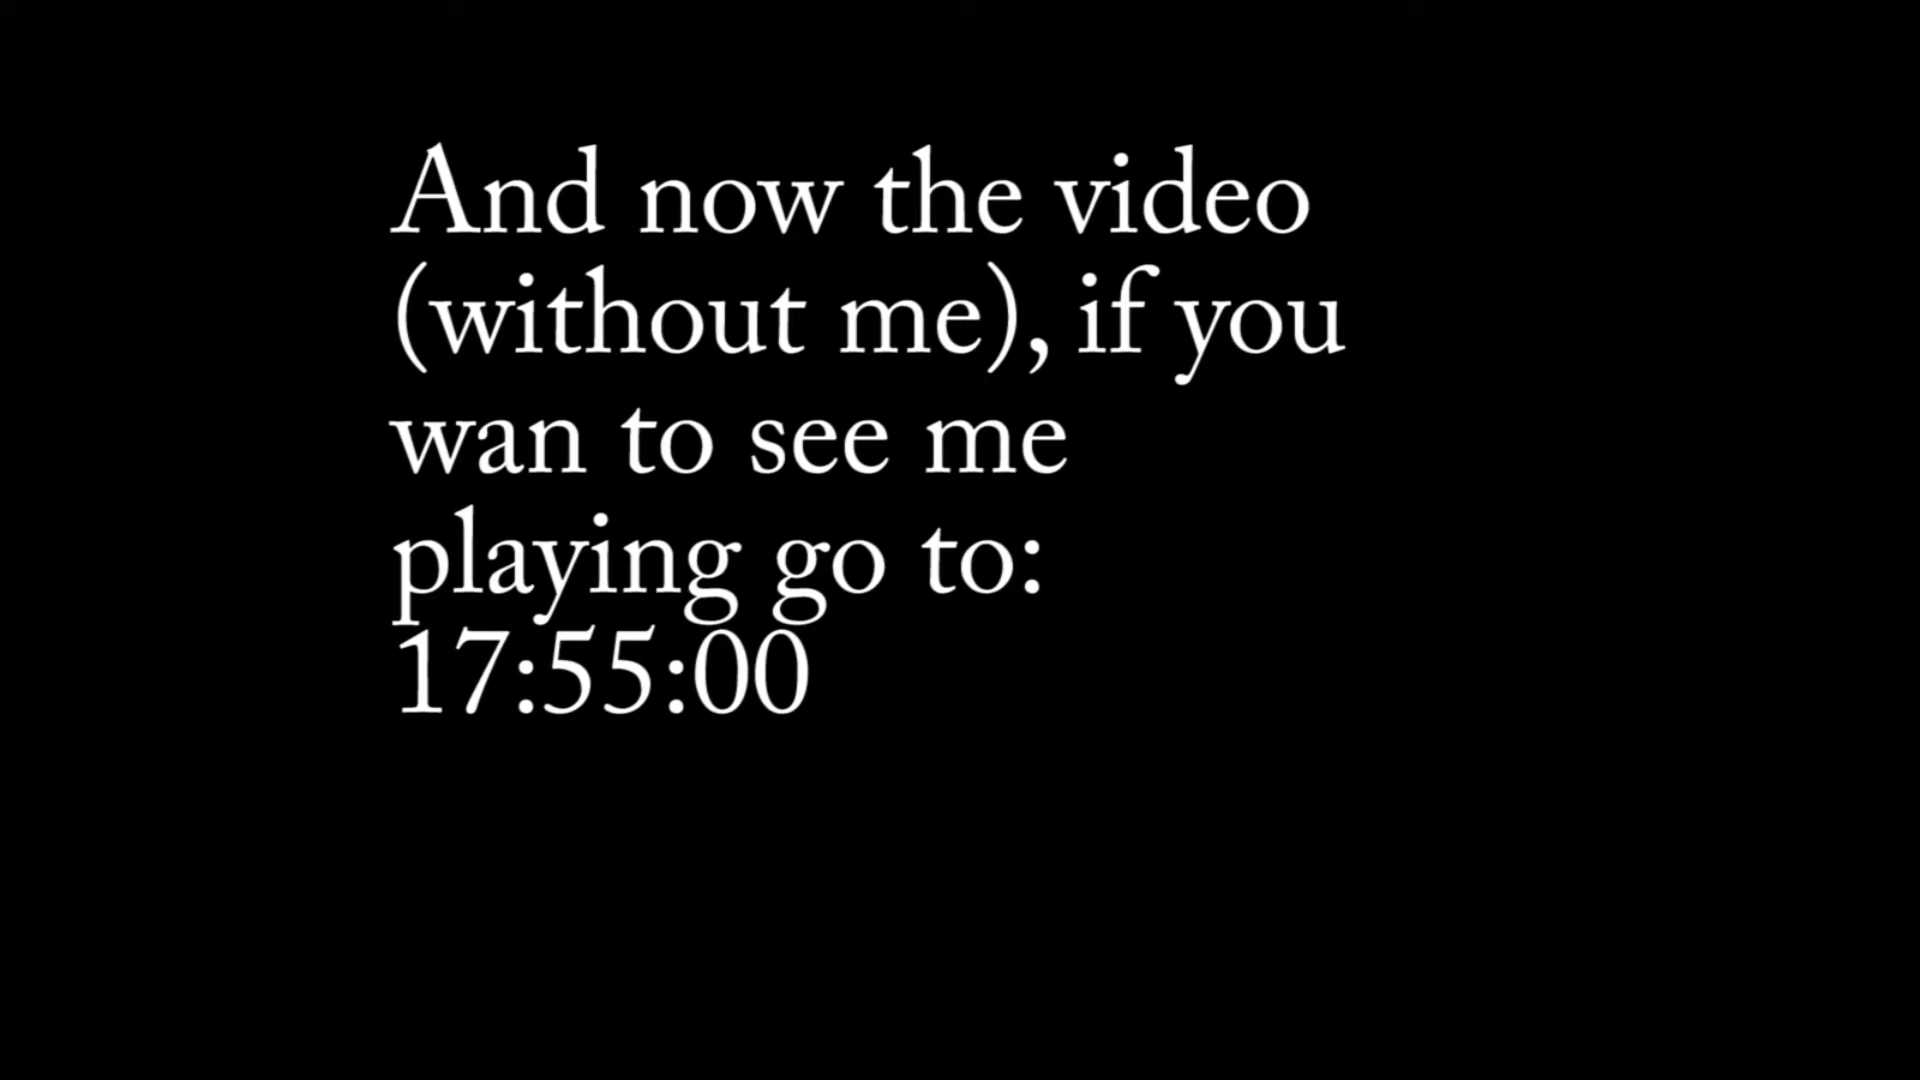 And now the video
(without me), if you
wan to see me
playing go to:
17:55:00